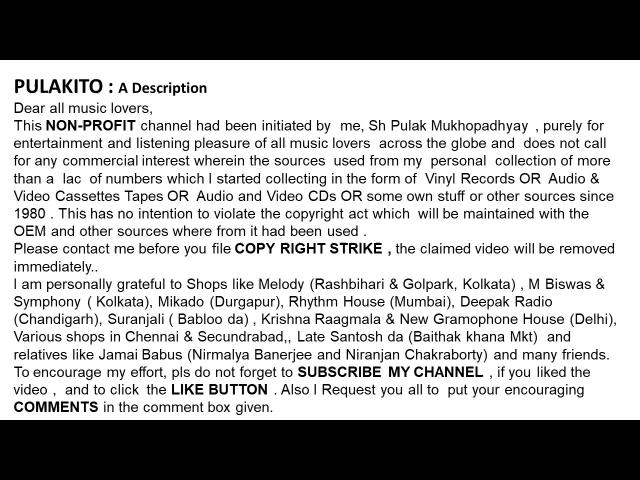 PULAKITO : A Description
Dear all music lovers,
This NON-PROFIT channel had been initiated by me, Sh Pulak Mukhopadhyay , purely for
entertainment and listening pleasure of all music lovers across the globe and does not call
for any commercial interest wherein the sources used from my personal collection of more
than a lac of numbers which I started collecting in the form of Vinyl Records OR Audio &
Video Cassettes Tapes OR Audio and Video CDs OR some own stuff or other sources since
1980 . This has no intention to violate the copyright act which will be maintained with the
OEM and other sources where from it had been used .
Please contact me before you file COPY RIGHT STRIKE , the claimed video will be removed
immediately..
I am personally grateful to Shops like Melody (Rashbihari & Golpark, Kolkata) , M Biswas &
Symphony ( Kolkata), Mikado (Durgapur), Rhythm House (Mumbai), Deepak Radio
(Chandigarh), Suranjali ( Babloo da) , Krishna Raagmala & New Gramophone House (Delhi),
Various shops in Chennai & Secundrabad,, Late Santosh da (Baithak khana Mkt) and
relatives like Jamai Babus (Nirmalya Banerjee and Niranjan Chakraborty) and many friends.
To encourage my effort, pls do not forget to SUBSCRIBE MY CHANNEL , if you liked the
video , and to click the LIKE BUTTON . Also I Request you all to put your encouraging
COMMENTS in the comment box given.